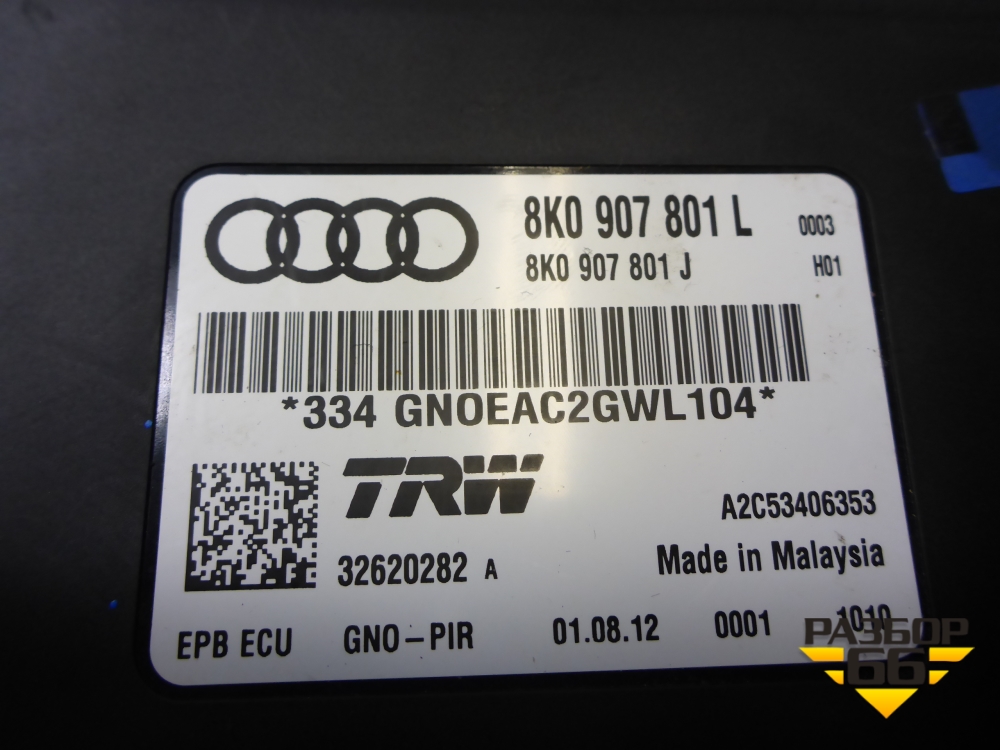 8K0 907 801 L 0003
8K0 907 801 J H01
*334 GNOEAC2GWL104*
TRW
A2C53406353
32620282 A
Made in Malaysia
EPB ECU GNO-PIR 01.08.12 0001 1010
РАЗБОР
66